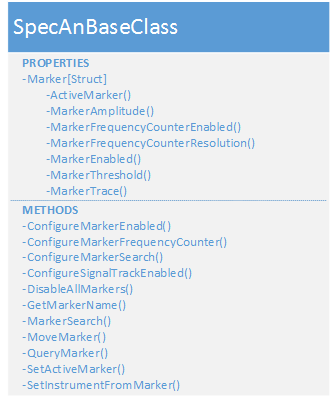 SpecAnBaseClass
PROPERTIES
-Marker[Struct]
-ActiveMarker()
-MarkerAmplitude()
-MarkerFrequencyCounterEnabled()
-MarkerFrequencyCounterResolution()
-MarkerEnabled()
-MarkerThreshold()
-MarkerTrace()
METHODS
-ConfigureMarkerEnabled()
-ConfigureMarkerFrequencyCounter()
-ConfigureMarkerSearch()
-ConfigureSignalTrackEnabled()
-DisableAllMarkers()
-GetMarkerName()
-MarkerSearch()
-MoveMarker()
-QueryMarker()
-SetActiveMarker()
-SetInstrumentFromMarker()